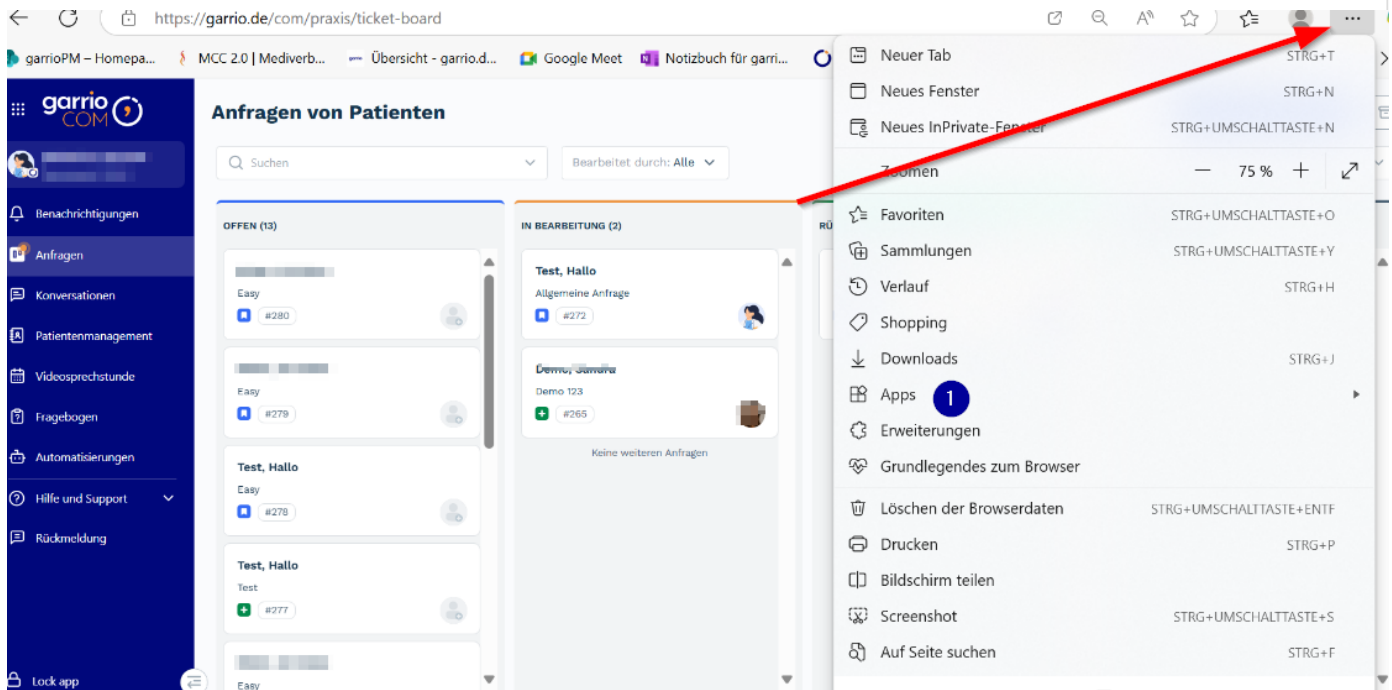 https://garrio.de/com/praxis/ticket-board
garrioPM – Homepa...
MCC 2.0 | Mediverb...
Übersicht - garrio.d...
Google Meet
Notizbuch für garri...
garrio
COM
Benachrichtigungen
Anfragen
Konversationen
Patientenmanagement
Videosprechstunde
Fragebogen
Automatisierungen
Hilfe und Support
Rückmeldung
Lock app
Anfragen von Patienten
Suchen
Bearbeitet durch: Alle
OFFEN (13)
Easy
#280
Easy
#279
Test, Hallo
Easy
#278
Test, Hallo
Test
#277
Easy
IN BEARBEITUNG (2)
Test, Hallo
Allgemeine Anfrage
#272
Demo, Sandra
Demo 123
#265
Keine weiteren Anfragen
RÜ
Neuer Tab STRG+T
Neues Fenster STRG+N
Neues InPrivate-Fenster STRG+UMSCHALTTASTE+N
Zoomen 75 %
Favoriten STRG+UMSCHALTTASTE+O
Sammlungen STRG+UMSCHALTTASTE+Y
Verlauf STRG+H
Shopping
Downloads STRG+J
Apps 1
Erweiterungen
Grundlegendes zum Browser
Löschen der Browserdaten STRG+UMSCHALTTASTE+ENTF
Drucken STRG+P
Bildschirm teilen
Screenshot STRG+UMSCHALTTASTE+S
Auf Seite suchen STRG+F